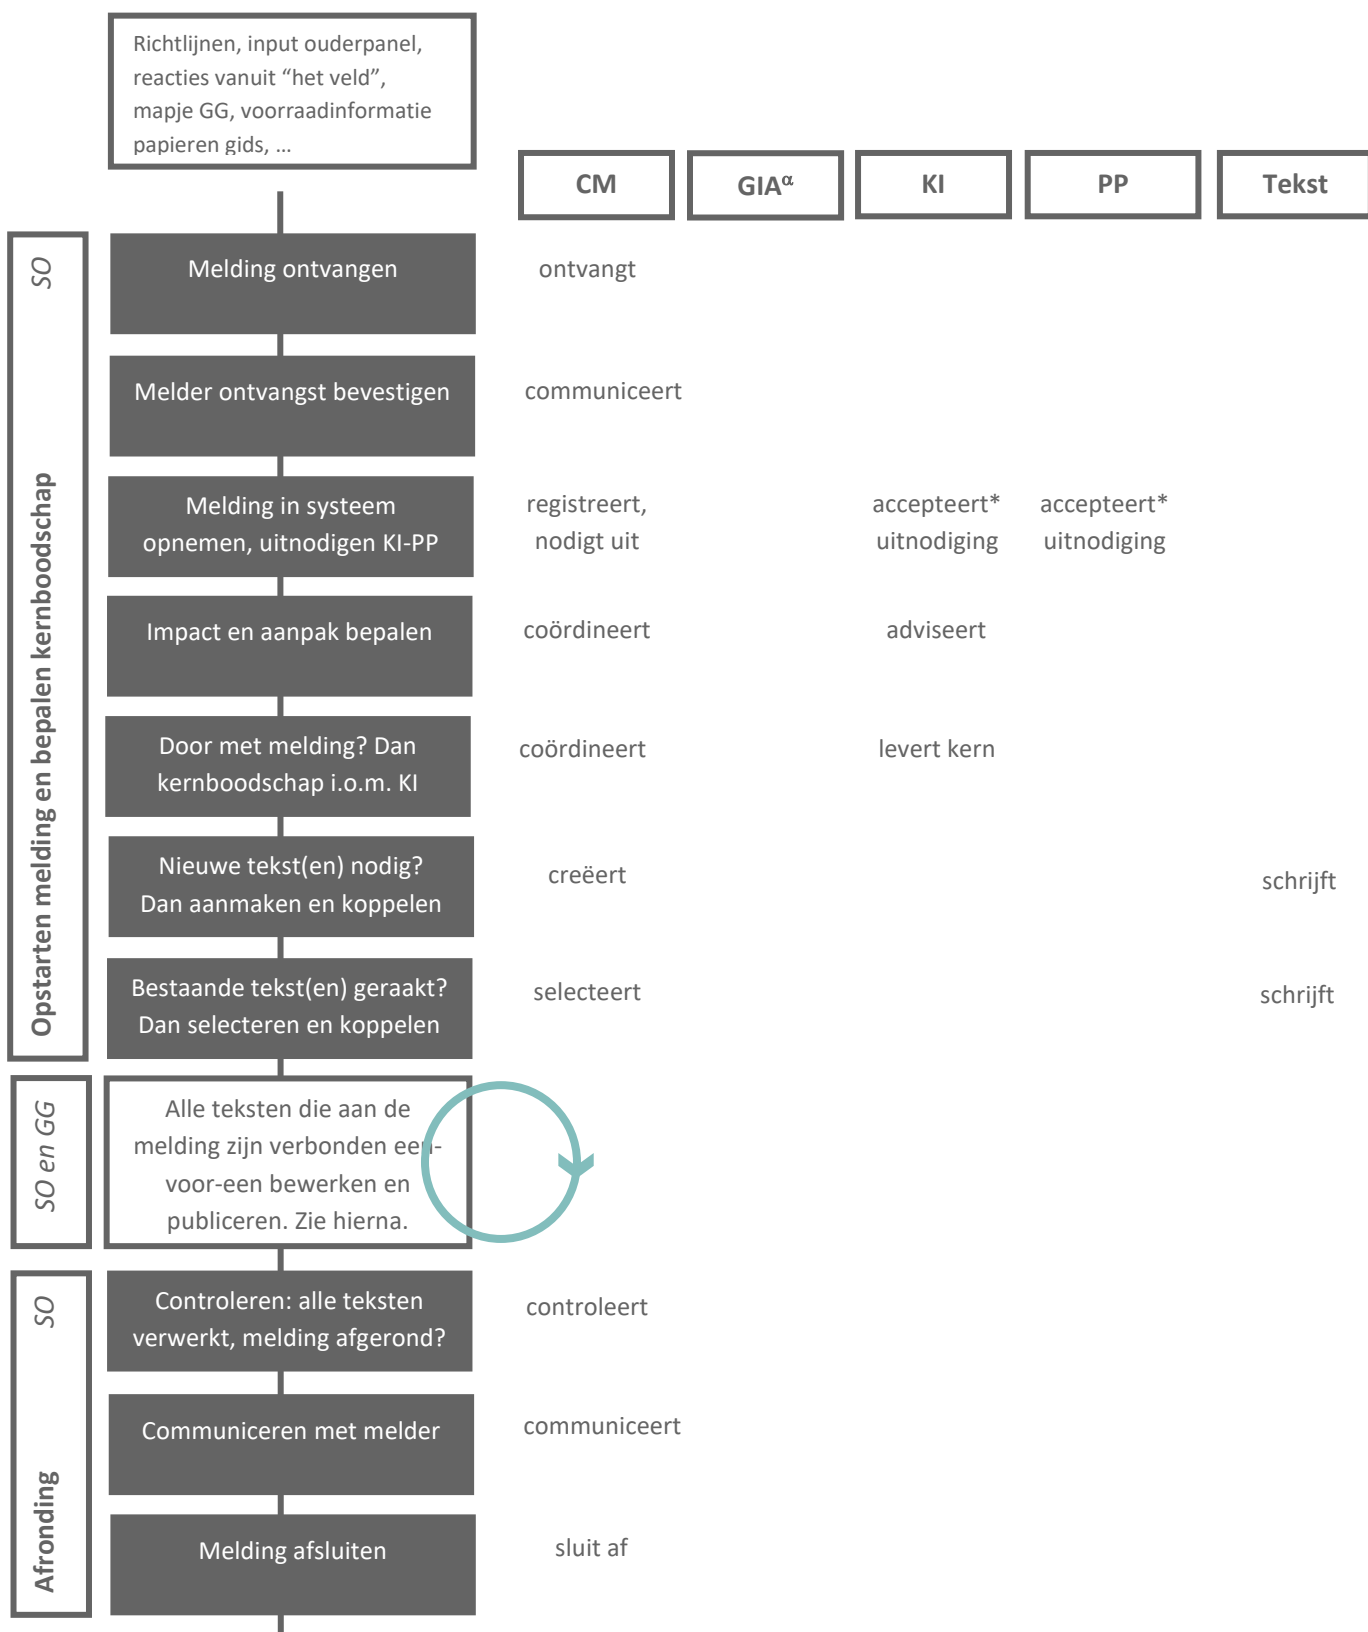 Richtlijnen, input ouderpanel,
reacties vanuit “het veld”,
mapje GG, voorraadinformatie
papieren gids, ...
CM
GIAα
KI
PP
Tekst
SO
Opstarten melding en bepalen kernboodschap
Melding ontvangen
ontvangt
Melder ontvangst bevestigen
communiceert
Melding in systeem
opnemen, uitnodigen KI-PP
registreert,
nodigt uit
accepteert*
uitnodiging
accepteert*
uitnodiging
Impact en aanpak bepalen
coördineert
adviseert
Door met melding? Dan
kernboodschap i.o.m. KI
coördineert
levert kern
Nieuwe tekst(en) nodig?
Dan aanmaken en koppelen
creëert
schrijft
Bestaande tekst(en) geraakt?
Dan selecteren en koppelen
selecteert
schrijft
SO en GG
Alle teksten die aan de
melding zijn verbonden een-
voor-een bewerken en
publiceren. Zie hierna.
SO
Afronding
Controleren: alle teksten
verwerkt, melding afgerond?
controleert
Communiceren met melder
communiceert
Melding afsluiten
sluit af